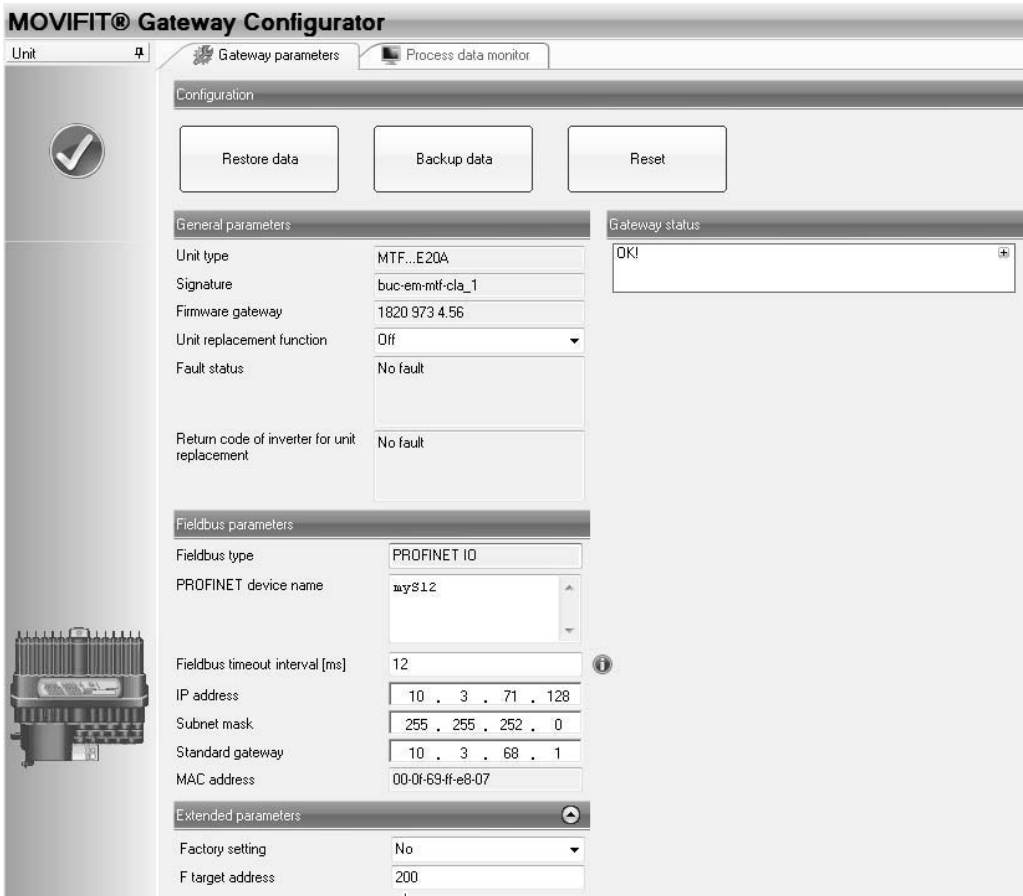 MOVIFIT® Gateway Configurator
Unit
Gateway parameters
Process data monitor
Configuration
Restore data
Backup data
Reset
General parameters
Gateway status
Unit type
MTF...E20A
OK!
Signature
buc-em-mtf-cla_1
Firmware gateway
1820 973 4.56
Unit replacement function
Off
Fault status
No fault
Return code of inverter for unit
replacement
No fault
Fieldbus parameters
Fieldbus type
PROFINET IO
PROFINET device name
myS12
Fieldbus timeout interval [ms]
12
IP address
10 . 3 . 71 . 128
Subnet mask
255 . 255 . 252 . 0
Standard gateway
10 . 3 . 68 . 1
MAC address
00-0f-69-ff-e8-07
Extended parameters
Factory setting
No
F target address
200